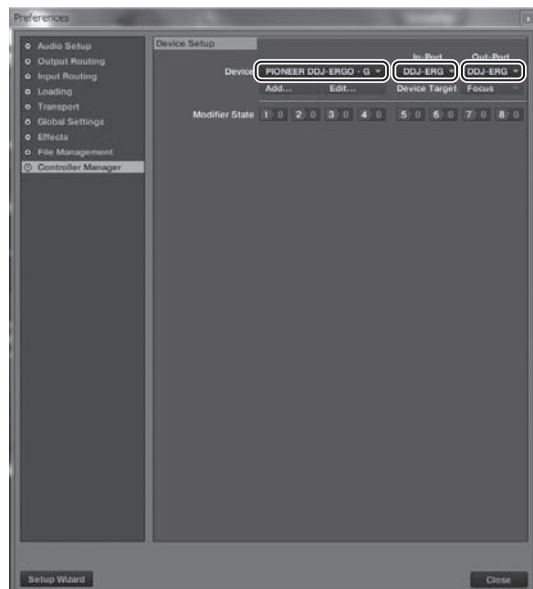 Preferences
Audio Setup
Output Routing
Input Routing
Loading
Transport
Global Settings
Effects
File Management
Controller Manager
Device Setup
In-Port Out-Port
Device PIONEER DDJ-ERGO - G DDJ-ERG DDJ-ERG
Add... Edit... Device Target Focus
Modifier State 1 0 2 0 3 0 4 0 5 0 6 0 7 0 8 0
Setup Wizard Close